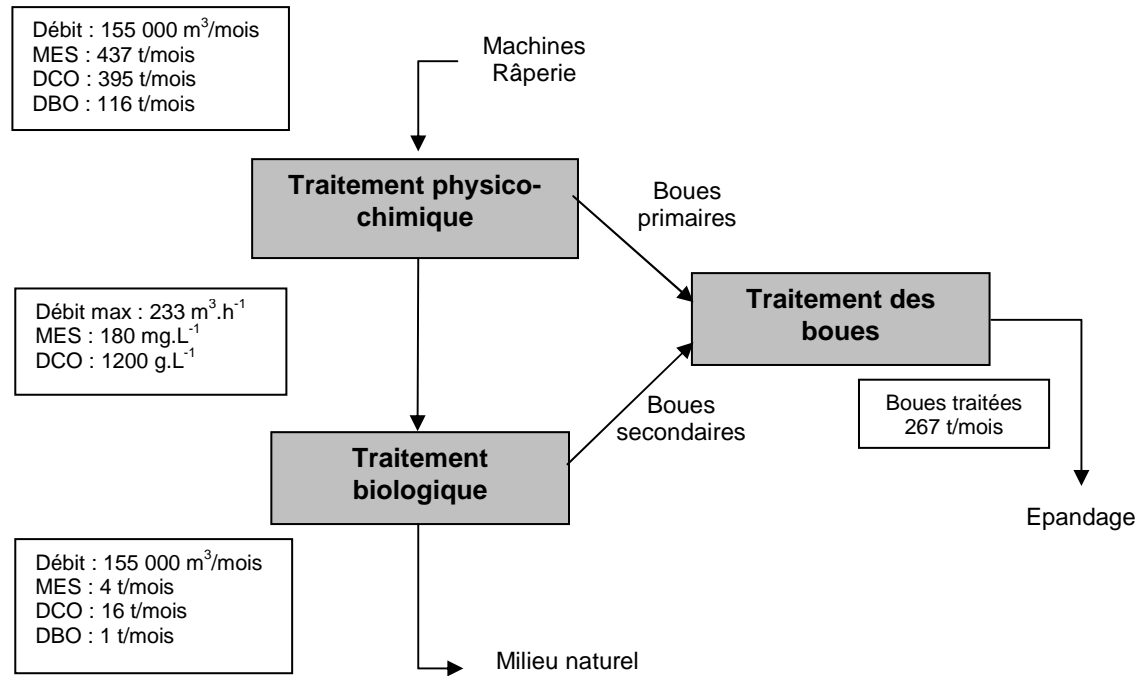 Débit : 155 000 m³/mois
MES : 437 t/mois
DCO : 395 t/mois
DBO : 116 t/mois
Machines
Râperie
Traitement physico-
chimique
Boues
primaires
Débit max : 233 m³.h⁻¹
MES : 180 mg.L⁻¹
DCO : 1200 g.L⁻¹
Traitement des
boues
Boues
secondaires
Boues traitées
267 t/mois
Traitement
biologique
Epandage
Débit : 155 000 m³/mois
MES : 4 t/mois
DCO : 16 t/mois
DBO : 1 t/mois
Milieu naturel